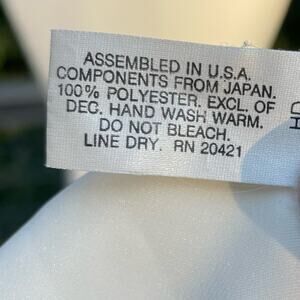 ASSEMBLED IN U.S.A.
COMPONENTS FROM JAPAN.
100% POLYESTER. EXCL. OF
DEC. HAND WASH WARM.
DO NOT BLEACH.
LINE DRY. RN 20421